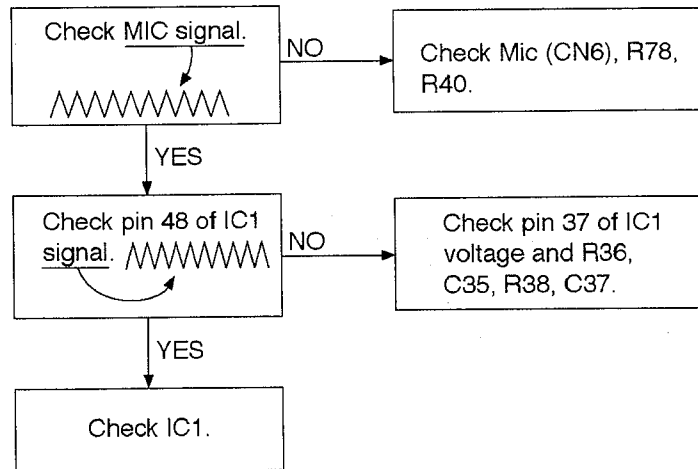 Check MIC signal.
NO
Check Mic (CN6), R78,
R40.
YES
Check pin 48 of IC1
signal.
NO
Check pin 37 of IC1
voltage and R36,
C35, R38, C37.
YES
Check IC1.